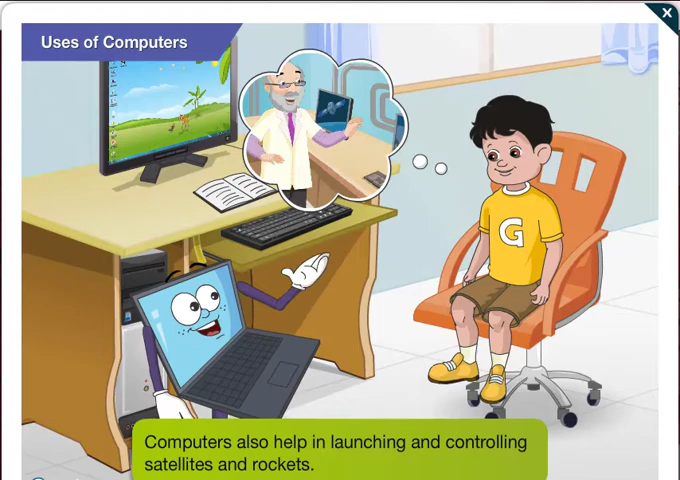 Uses of Computers
G
Computers also help in launching and controlling
satellites and rockets.